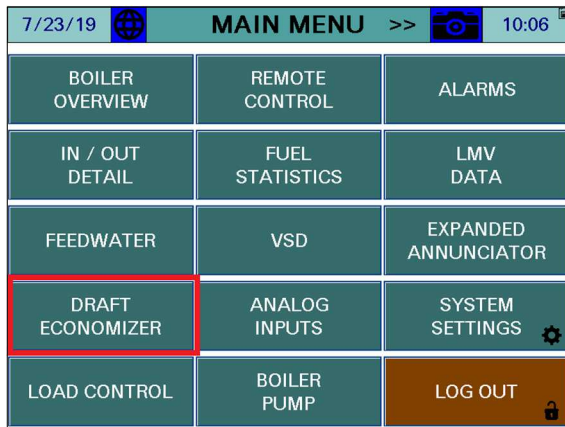 7/23/19 MAIN MENU >> 10:06
BOILER
OVERVIEW
REMOTE
CONTROL
ALARMS
IN / OUT
DETAIL
FUEL
STATISTICS
LMV
DATA
FEEDWATER
VSD
EXPANDED
ANNUNCIATOR
DRAFT
ECONOMIZER
ANALOG
INPUTS
SYSTEM
SETTINGS
LOAD CONTROL
BOILER
PUMP
LOG OUT